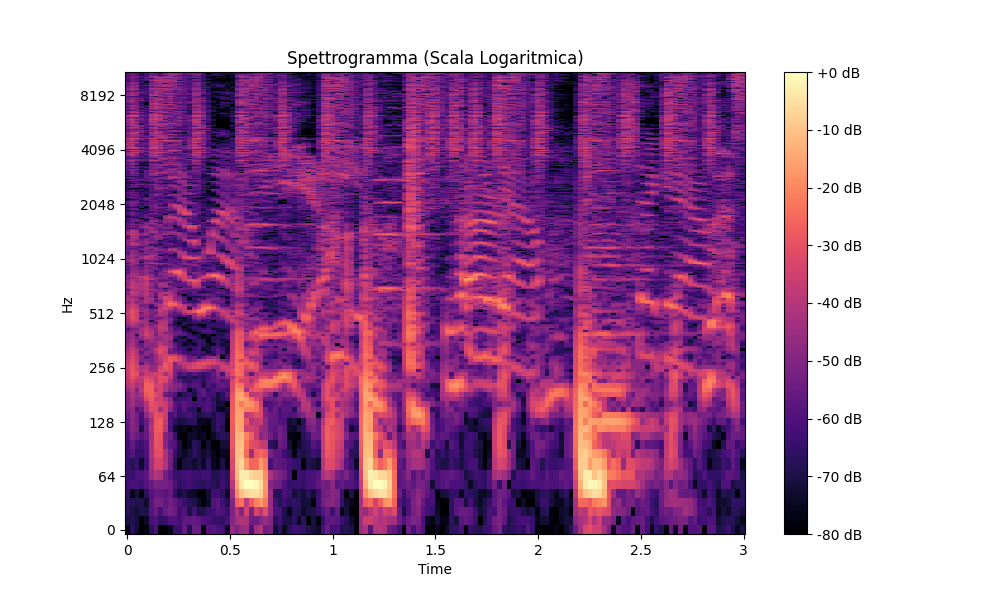 Spettrogramma (Scala Logaritmica)
8192
4096
2048
1024
512
256
128
64
0
Hz
0
0.5
1
1.5
2
2.5
3
Time
+0 dB
-10 dB
-20 dB
-30 dB
-40 dB
-50 dB
-60 dB
-70 dB
-80 dB